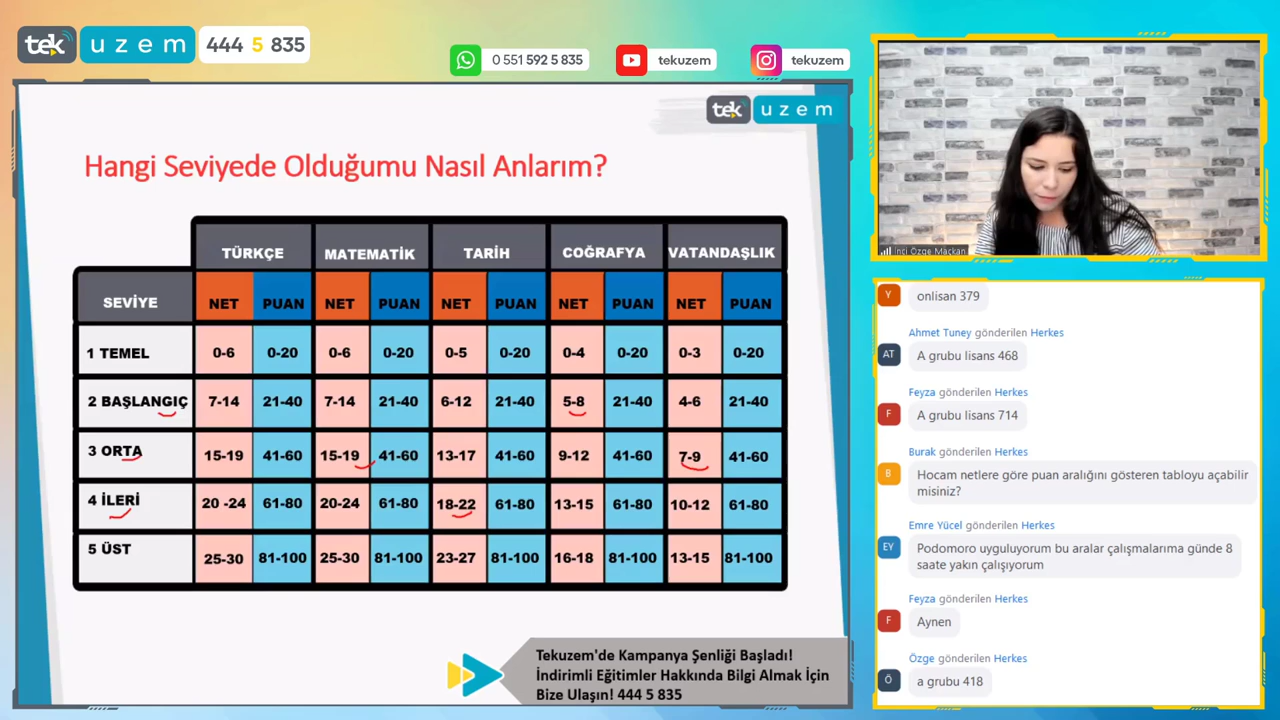 tek uzem 444 5 835
0 551 592 5 835
tekuzem
tekuzem
tek uzem
Hangi Seviyede Olduğumu Nasıl Anlarım?
TÜRKÇE MATEMATİK TARİH COĞRAFYA VATANDAŞLIK
SEVİYE NET PUAN NET PUAN NET PUAN NET PUAN NET PUAN
1 TEMEL 0-6 0-20 0-6 0-20 0-5 0-20 0-4 0-20 0-3 0-20
2 BAŞLANGIÇ 7-14 21-40 7-14 21-40 6-12 21-40 5-8 21-40 4-6 21-40
3 ORTA 15-19 41-60 15-19 41-60 13-17 41-60 9-12 41-60 7-9 41-60
4 İLERİ 20 -24 61-80 20-24 61-80 18-22 61-80 13-15 61-80 10-12 61-80
5 ÜST 25-30 81-100 25-30 81-100 23-27 81-100 16-18 81-100 13-15 81-100
Tekuzem'de Kampanya Şenliği Başladı!
İndirimli Eğitimler Hakkında Bilgi Almak İçin
Bize Ulaşın! 444 5 835
İnci Özge Maçkan
Y onlisan 379
Ahmet Tuney gönderilen Herkes
AT A grubu lisans 468
Feyza gönderilen Herkes
F A grubu lisans 714
Burak gönderilen Herkes
B Hocam netlere göre puan aralığını gösteren tabloyu açabilir
misiniz?
Emre Yücel gönderilen Herkes
EY Podomoro uyguluyorum bu aralar çalışmalarıma günde 8
saate yakın çalışıyorum
Feyza gönderilen Herkes
F Aynen
Özge gönderilen Herkes
Ö a grubu 418